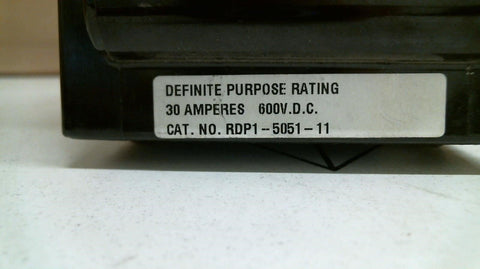 DEFINITE PURPOSE RATING
30 AMPERES 600V.D.C.
CAT. NO. RDP1-5051-11